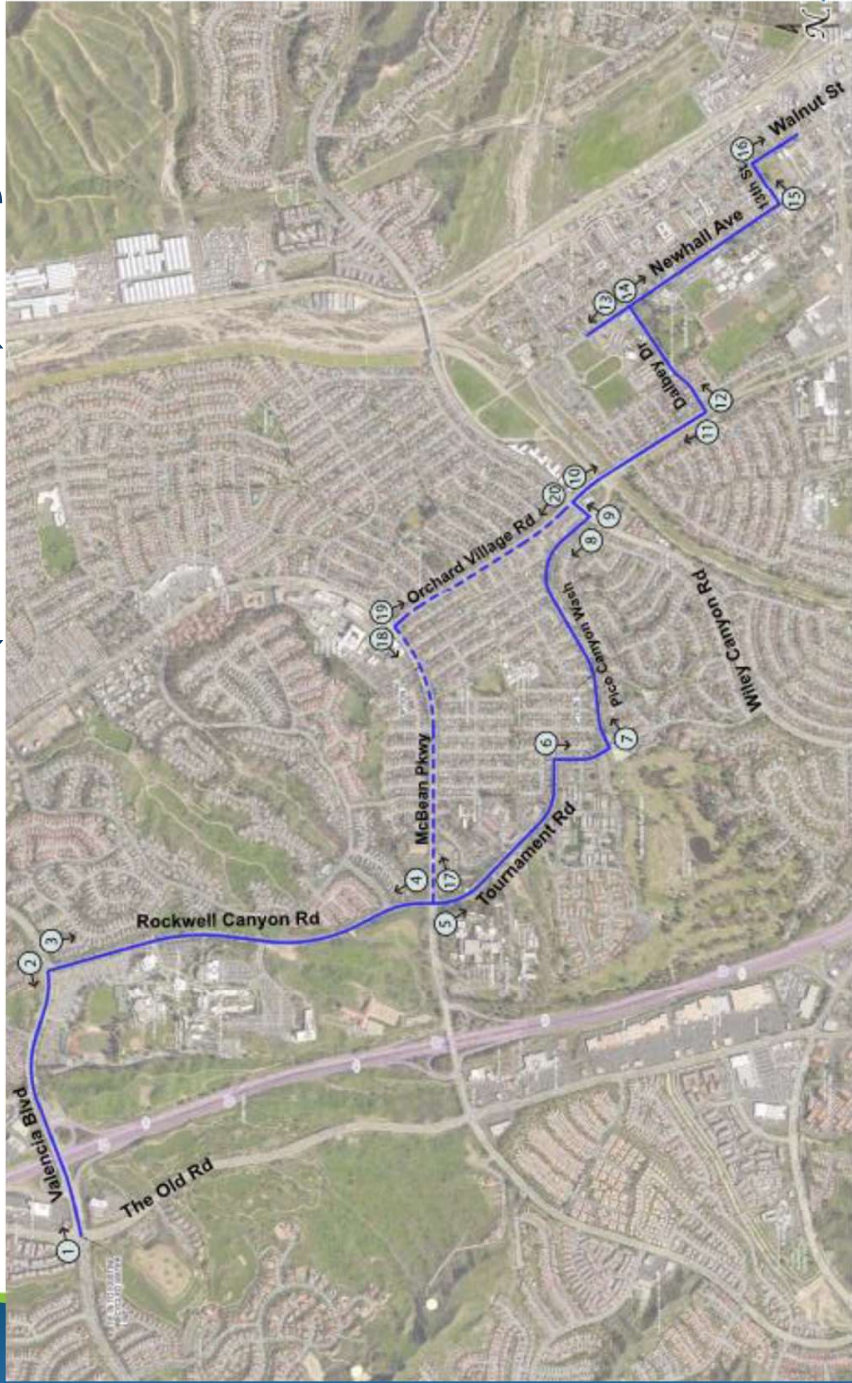 N
Walnut St
16
13th St
15
Newhall Ave
13
14
Dalbey Dr
12
11
10
20
9
8
Orchard Village Rd
19
18
Pico Canyon Wash
Wiley Canyon Rd
7
6
McBean Pkwy
Tournament Rd
4
17
5
Rockwell Canyon Rd
3
2
Valencia Blvd
The Old Rd
1